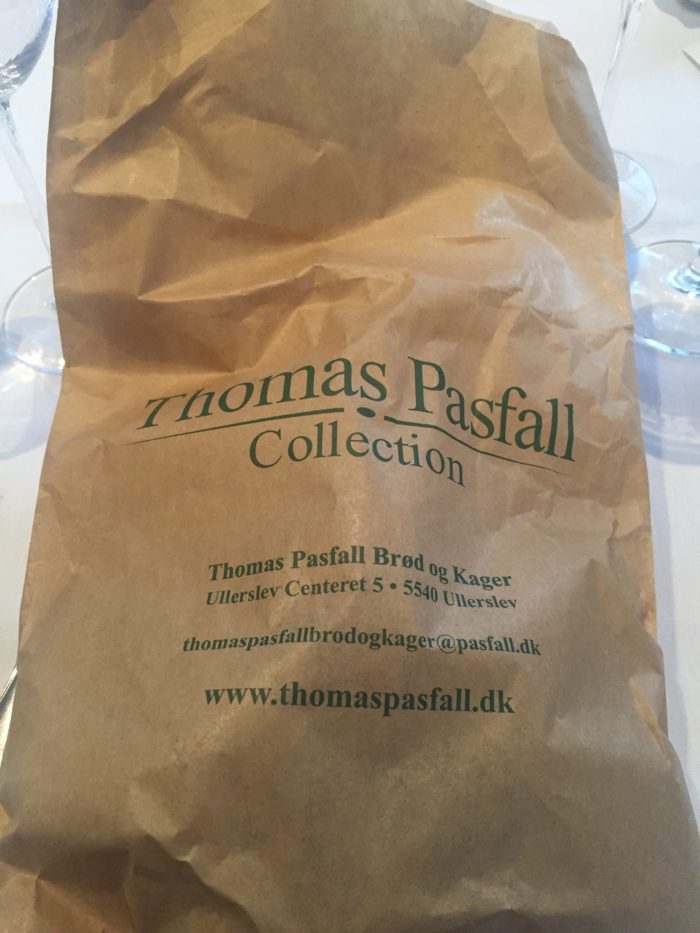 Thomas Pasfall
Collection
Thomas Pasfall Brød og Kager
Ullerslev Centeret 5 • 5540 Ullerslev
thomaspasfallbrodogkager@pasfall.dk
www.thomaspasfall.dk